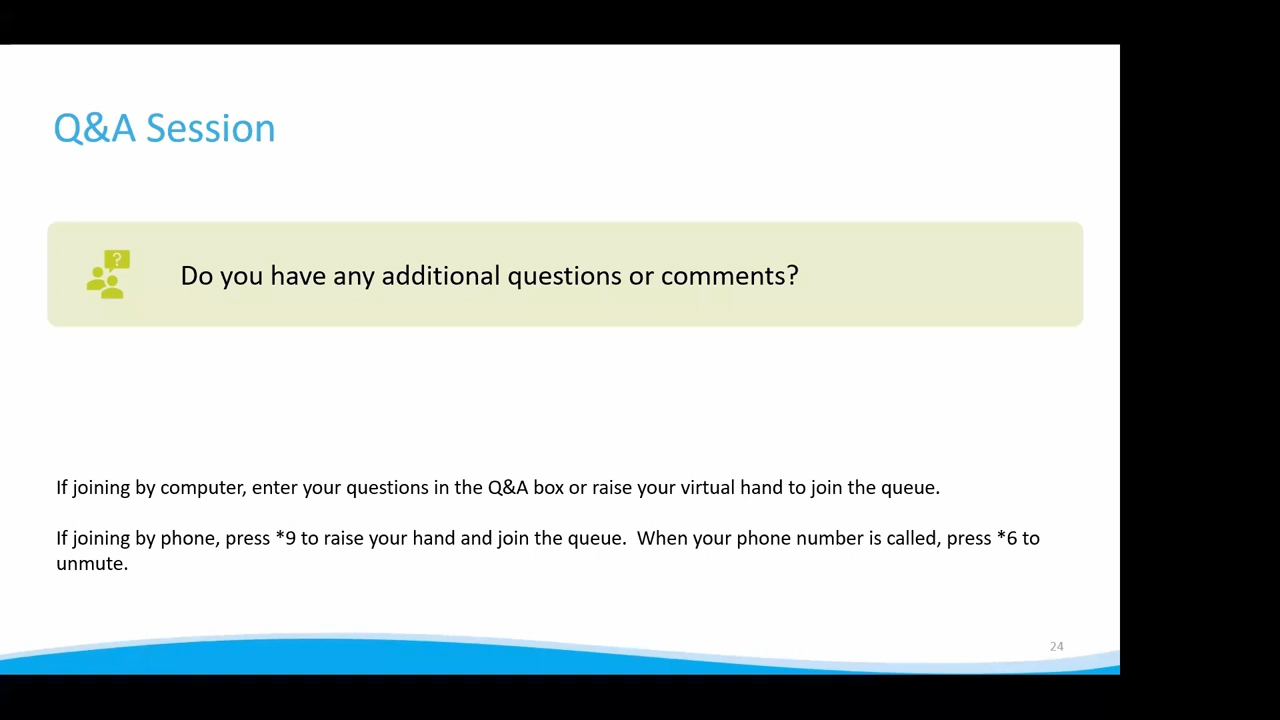 Q&A Session
?
Do you have any additional questions or comments?
If joining by computer, enter your questions in the Q&A box or raise your virtual hand to join the queue.
If joining by phone, press *9 to raise your hand and join the queue.  When your phone number is called, press *6 to
unmute.
24